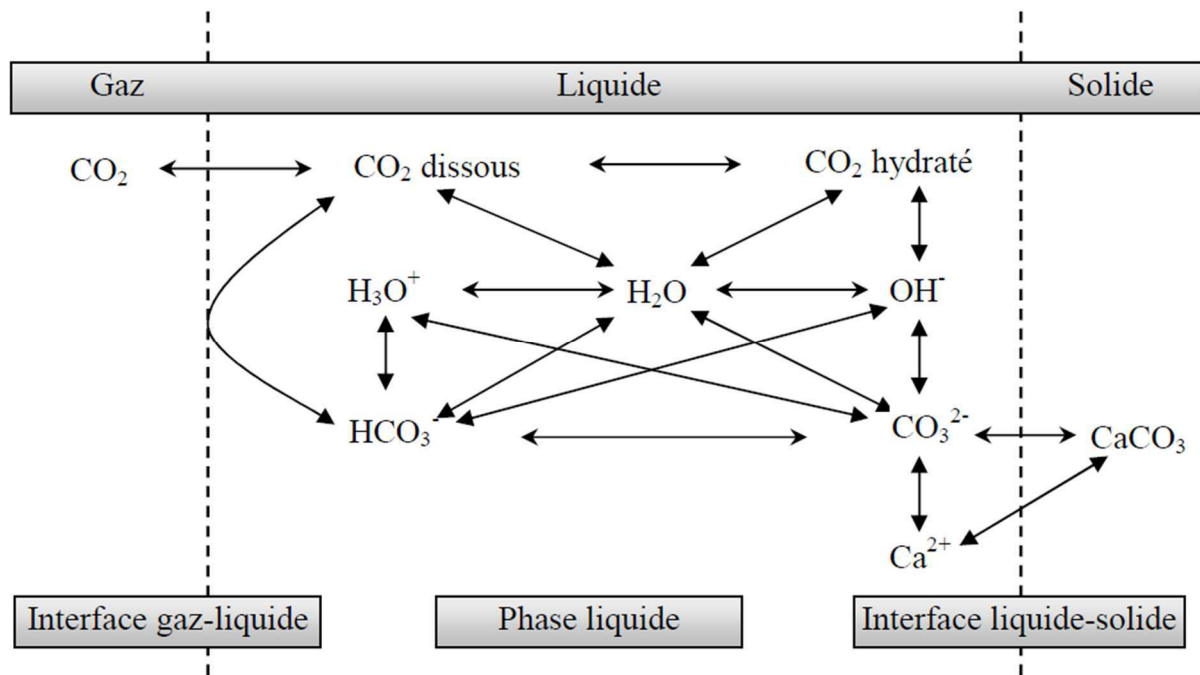 Gaz Liquide Solide
CO₂ CO₂ dissous CO₂ hydraté
H₃O⁺ H₂O OH⁻
HCO₃⁻ CO₃²⁻ CaCO₃
Ca²⁺
Interface gaz-liquide Phase liquide Interface liquide-solide